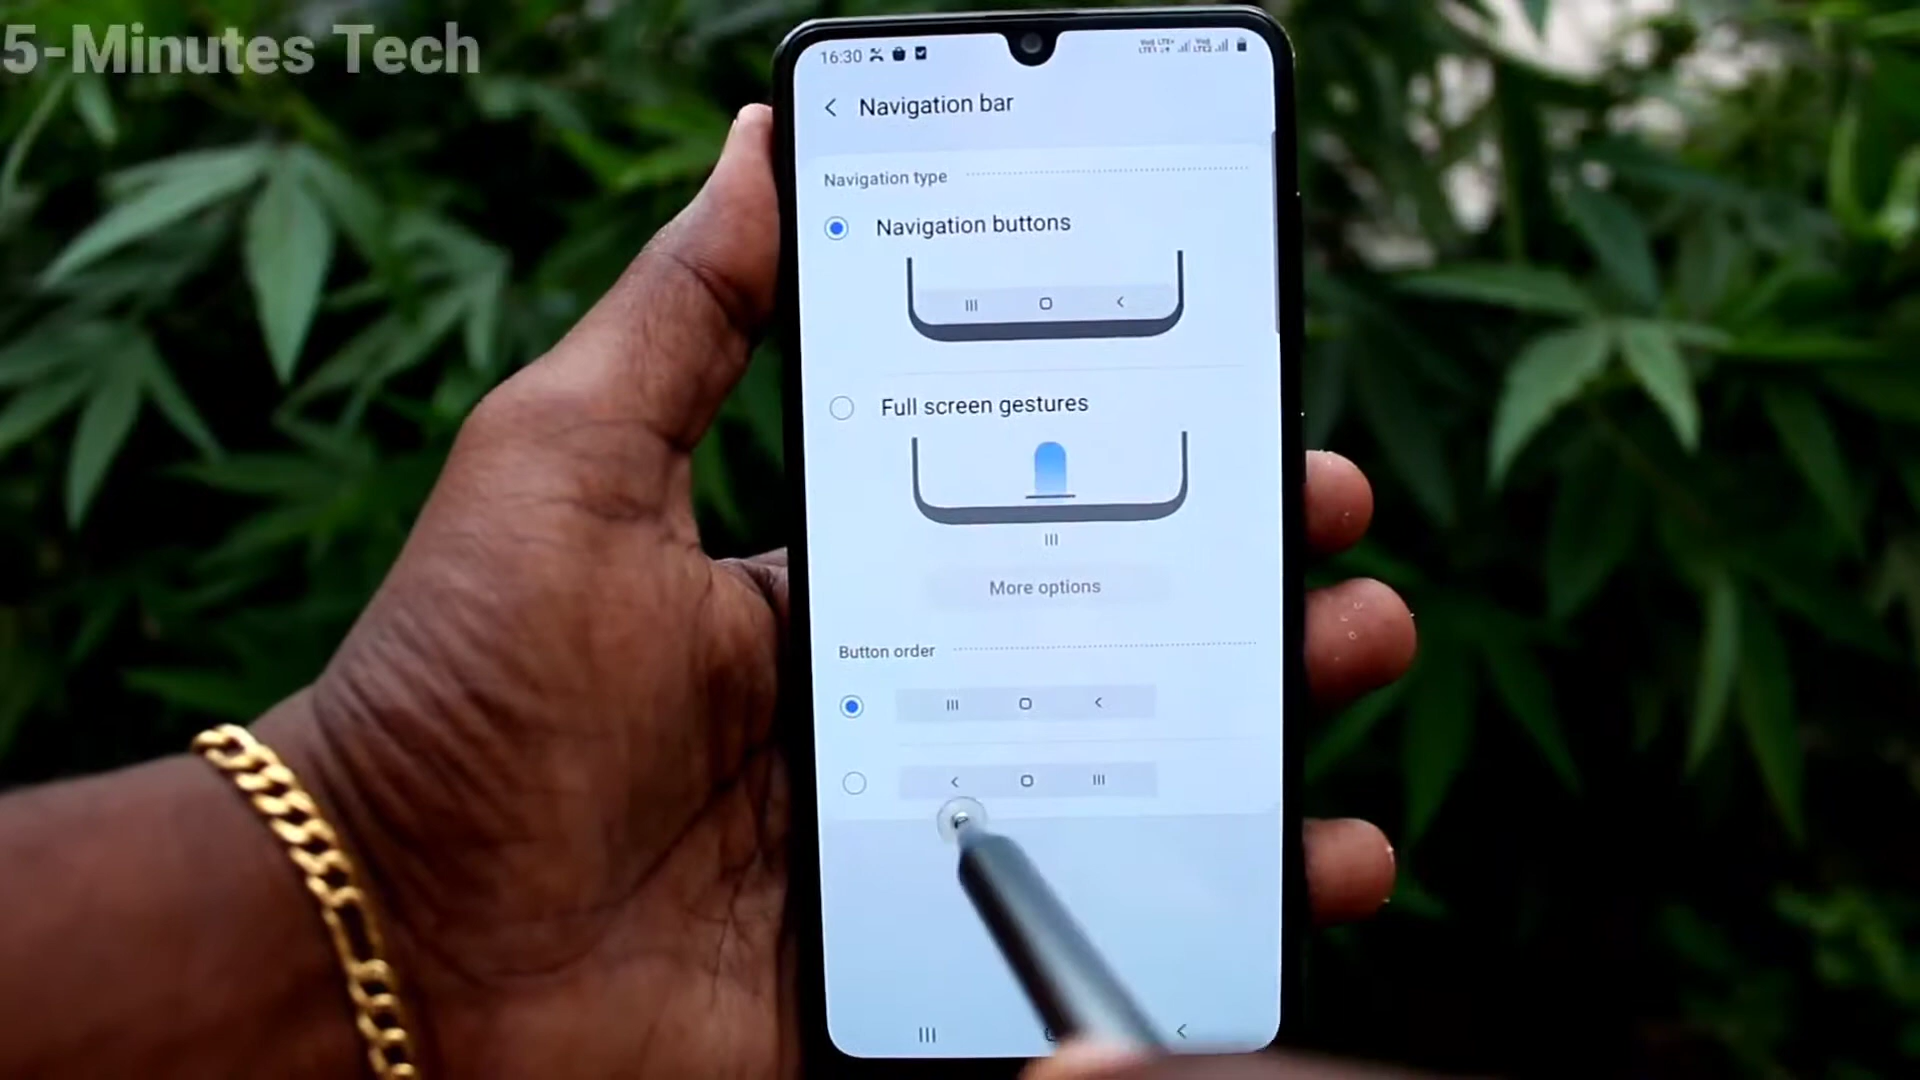 5-Minutes Tech
16:30
Navigation bar
Navigation type
Navigation buttons
Full screen gestures
More options
Button order